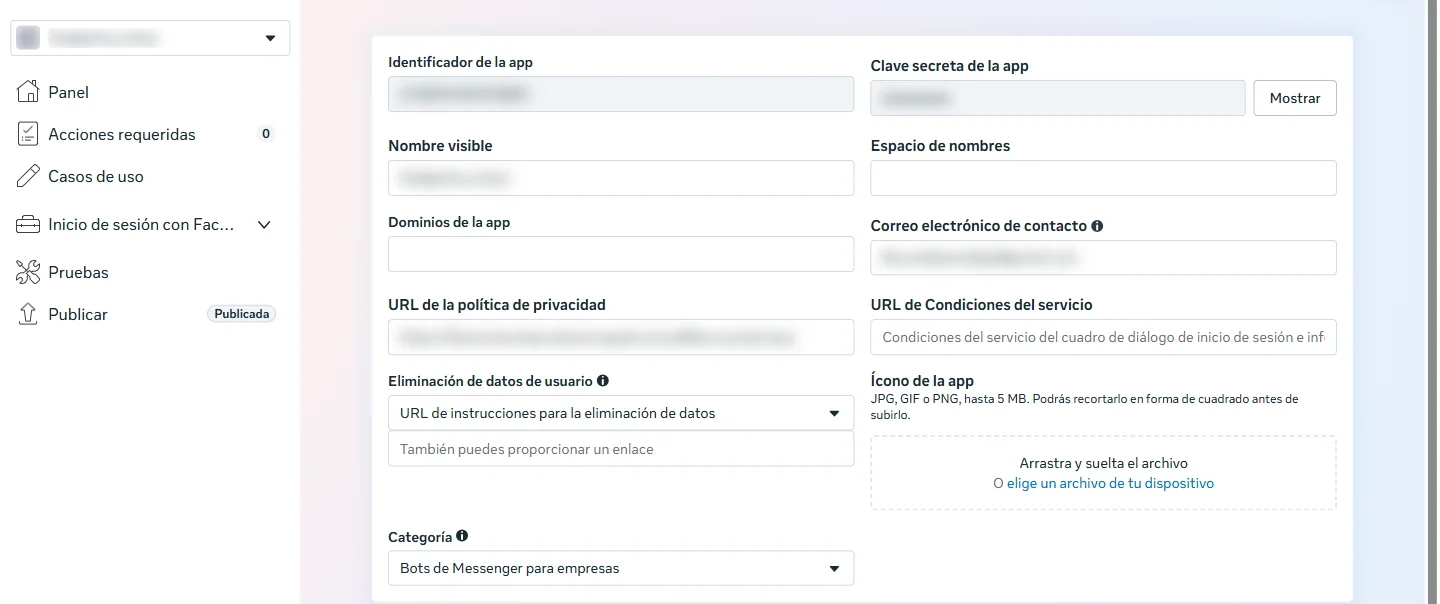 Panel
Acciones requeridas 0
Casos de uso
Inicio de sesión con Fac...
Pruebas
Publicar Publicada
Identificador de la app
Clave secreta de la app
Mostrar
Nombre visible
Espacio de nombres
Dominios de la app
Correo electrónico de contacto
URL de la política de privacidad
URL de Condiciones del servicio
Condiciones del servicio del cuadro de diálogo de inicio de sesión e inf
Eliminación de datos de usuario
URL de instrucciones para la eliminación de datos
También puedes proporcionar un enlace
Ícono de la app
JPG, GIF o PNG, hasta 5 MB. Podrás recortarlo en forma de cuadrado antes de
subirlo.
Arrastra y suelta el archivo
O elige un archivo de tu dispositivo
Categoría
Bots de Messenger para empresas